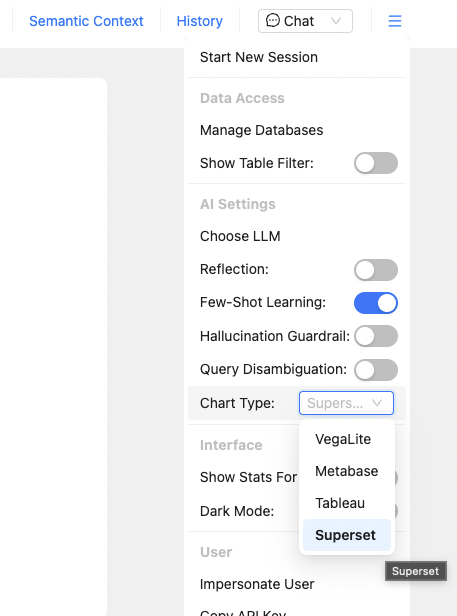 Semantic Context
History
Chat
Start New Session
Data Access
Manage Databases
Show Table Filter:
AI Settings
Choose LLM
Reflection:
Few-Shot Learning:
Hallucination Guardrail:
Query Disambiguation:
Chart Type:
Supers...
VegaLite
Metabase
Tableau
Superset
Interface
Show Stats For
Dark Mode:
Superset
User
Impersonate User
Copy API Key